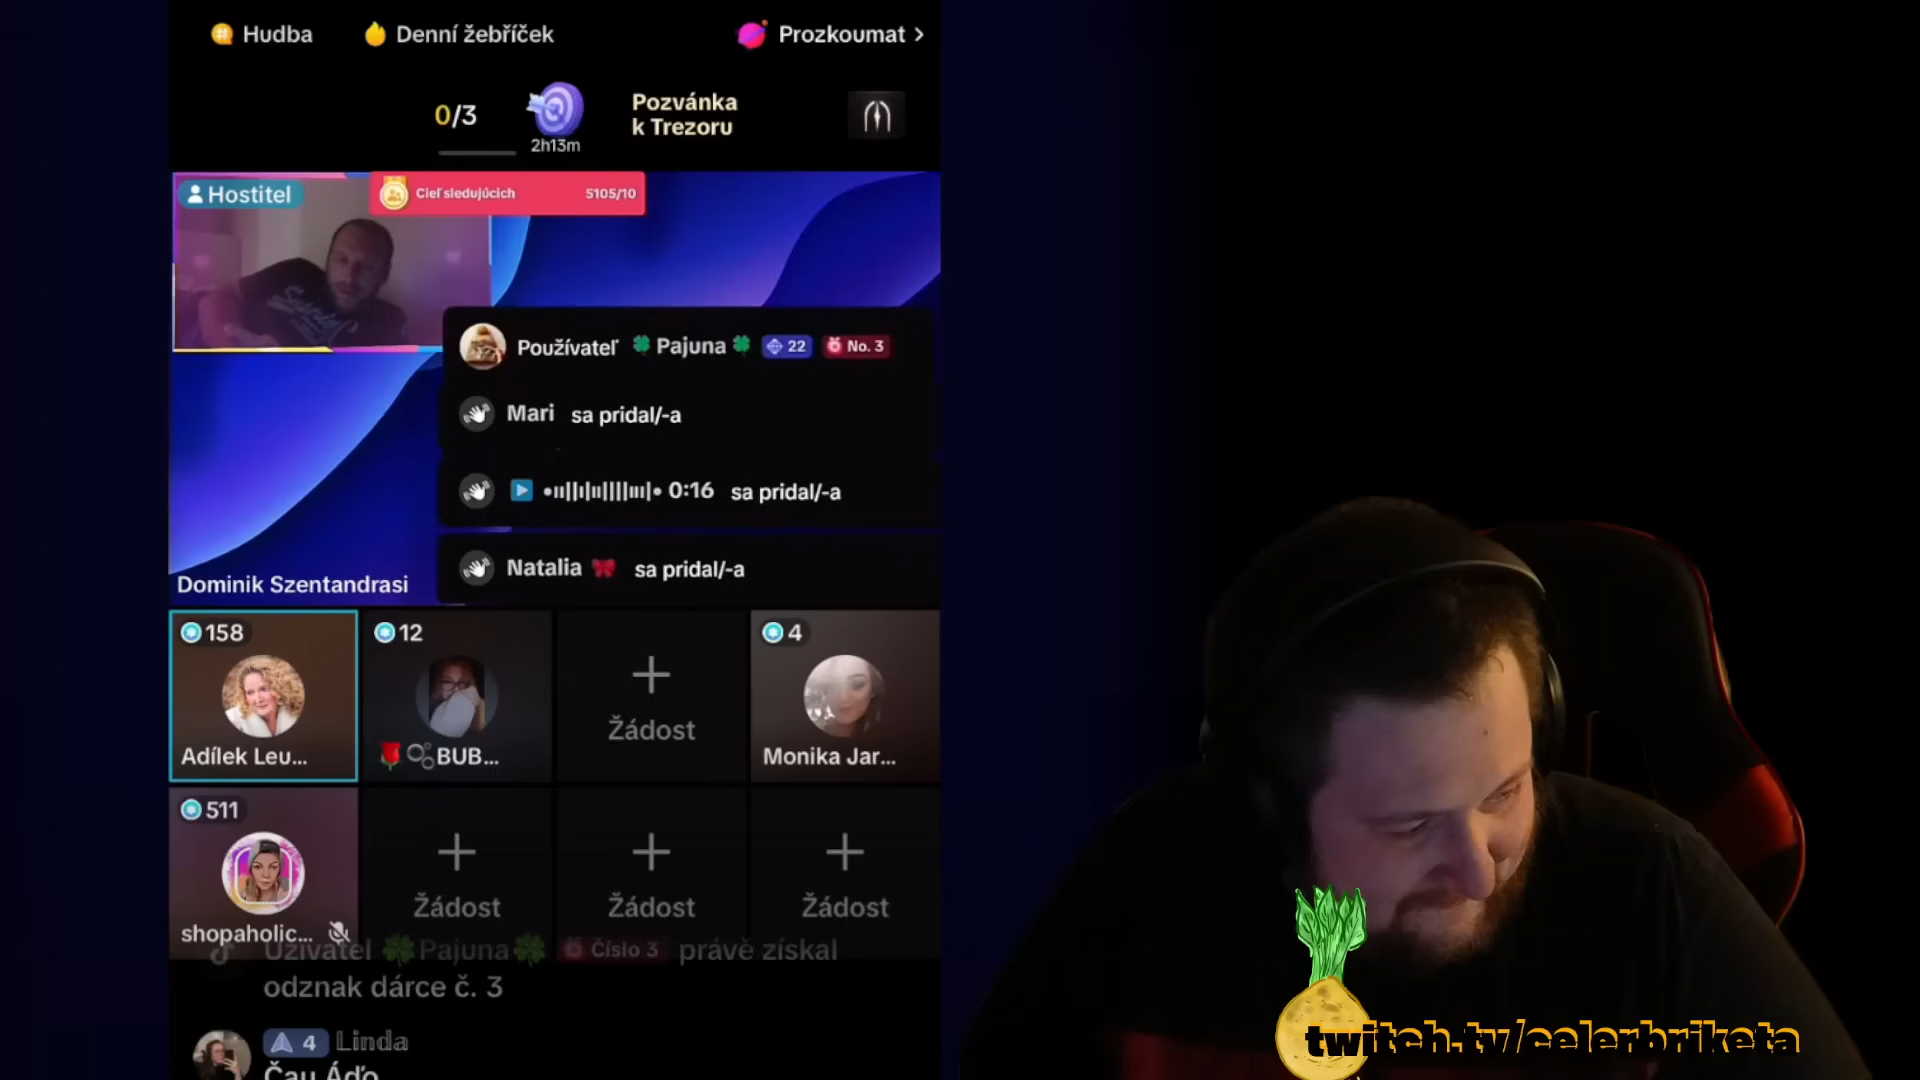 Hudba
Denní žebříček
Prozkoumat >
0/3
2h13m
Pozvánka
k Trezoru
Hostitel
Cieľ sledujúcich 5105/10
Používateľ 🍀 Pajuna 🍀 22 No. 3
Mari sa pridal/-a
0:16 sa pridal/-a
Natalia sa pridal/-a
Dominik Szentandrasi
158
Adílek Leu...
12
BUB...
Žádost
4
Monika Jar...
511
shopaholic...
Žádost
Žádost
Žádost
Uživatel 🍀Pajuna🍀 Číslo 3 právě získal
odznak dárce č. 3
4 Linda
Čau Áďo
twitch.tv/celerbriketa